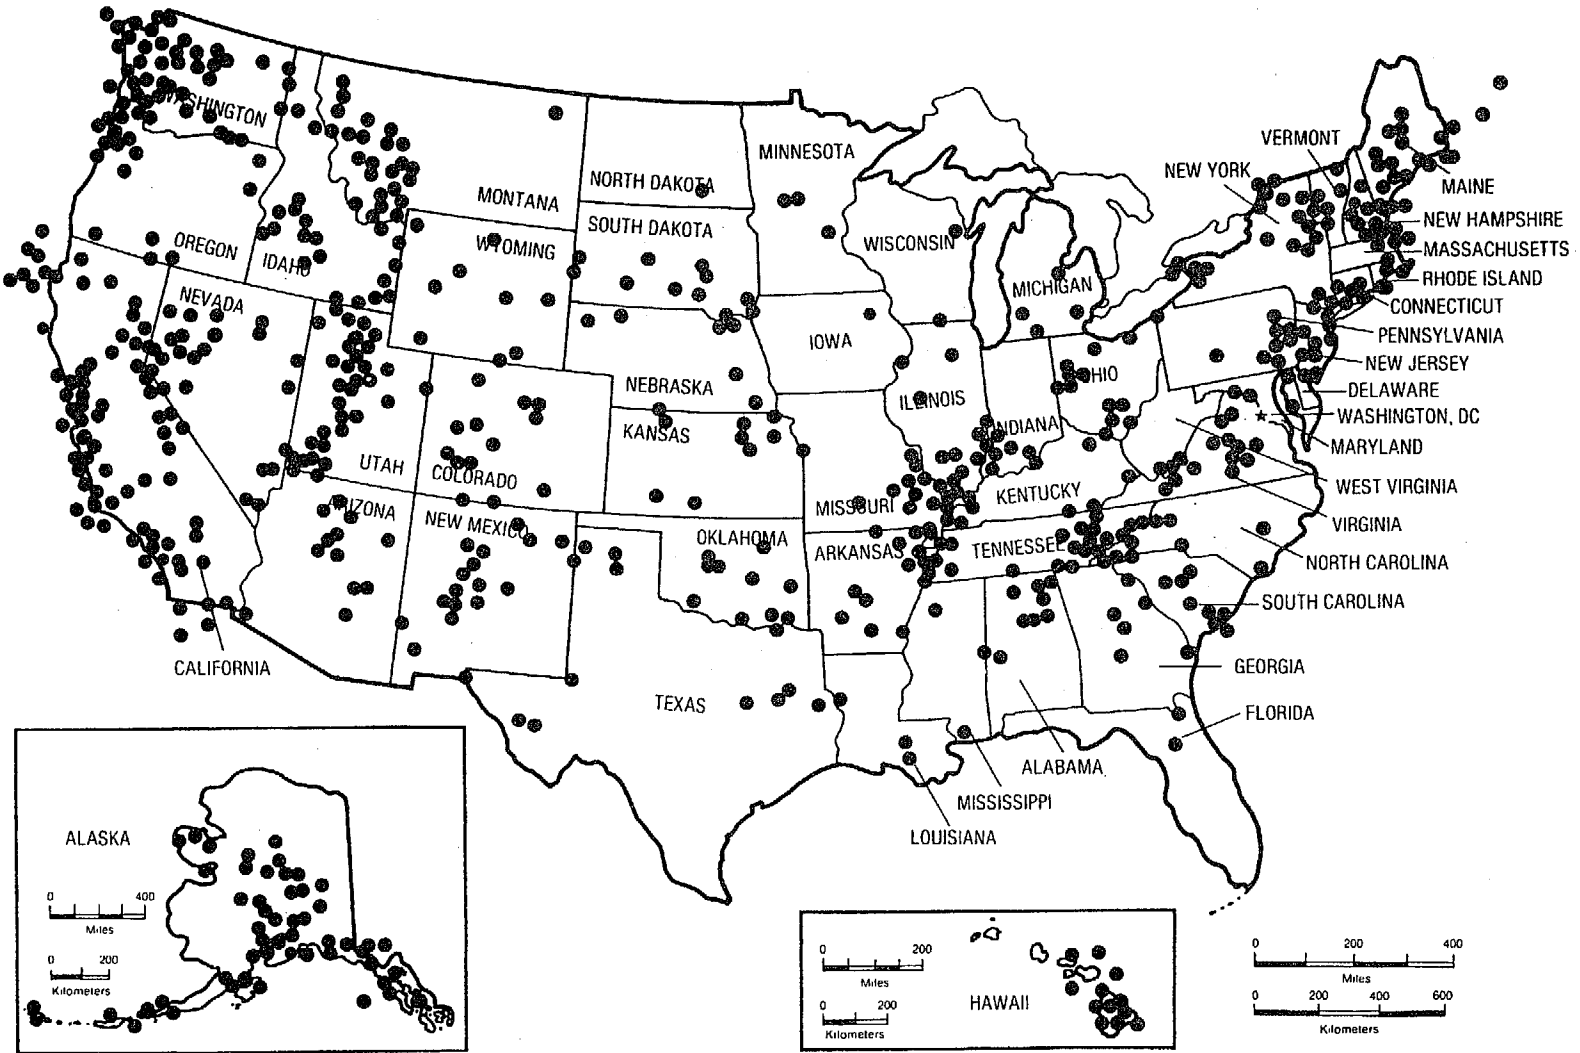 WASHINGTON
MONTANA
NORTH DAKOTA
MINNESOTA
VERMONT
NEW YORK
MAINE
OREGON
IDAHO
WYOMING
SOUTH DAKOTA
WISCONSIN
NEW HAMPSHIRE
MASSACHUSETTS
MICHIGAN
RHODE ISLAND
NEVADA
CONNECTICUT
IOWA
PENNSYLVANIA
NEBRASKA
OHIO
NEW JERSEY
ILLINOIS
DELAWARE
KANSAS
INDIANA
WASHINGTON, DC
MARYLAND
UTAH
COLORADO
MISSOURI
KENTUCKY
WEST VIRGINIA
ARIZONA
NEW MEXICO
OKLAHOMA
ARKANSAS
TENNESSEE
VIRGINIA
NORTH CAROLINA
SOUTH CAROLINA
CALIFORNIA
TEXAS
GEORGIA
FLORIDA
ALABAMA
MISSISSIPPI
LOUISIANA
ALASKA
0 400
Miles
0 200
Kilometers
0 200
Miles
0 200
Kilometers
HAWAII
0 200 400
Miles
0 200 400 600
Kilometers